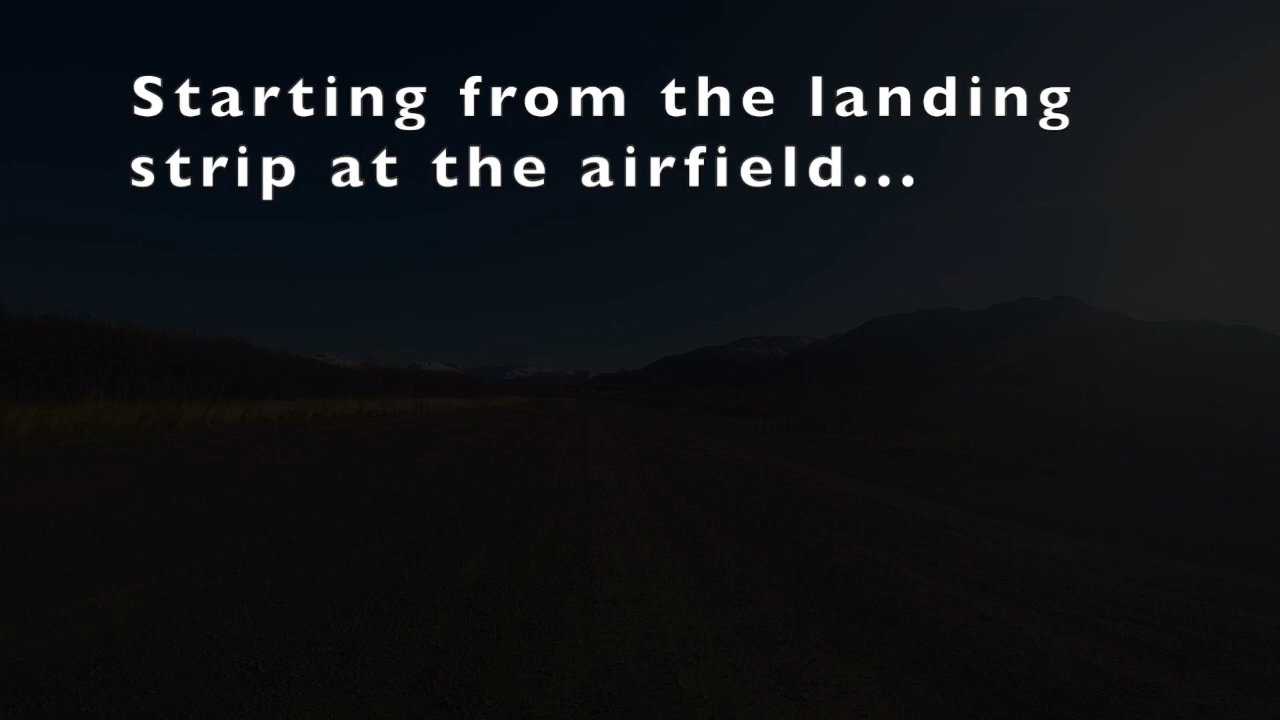 Starting from the landing
strip at the airfield...